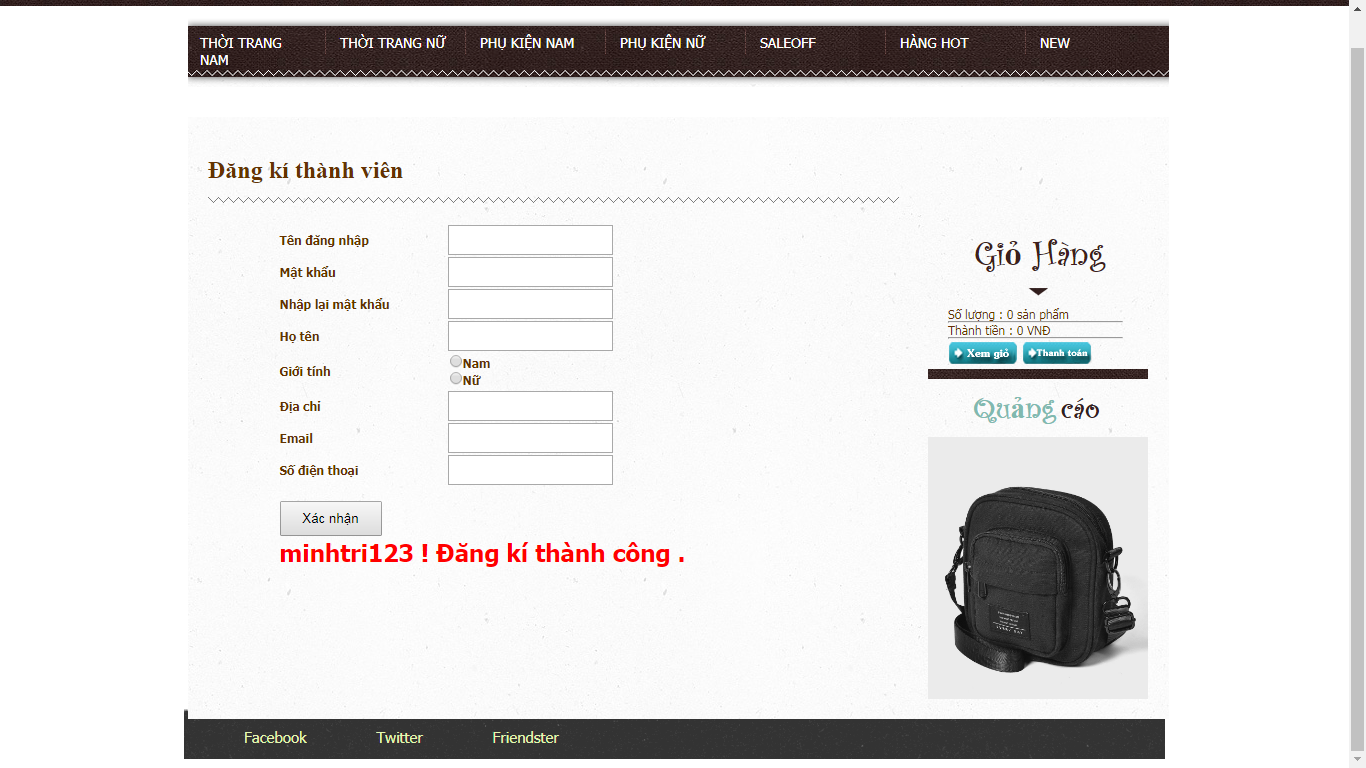 THỜI TRANG NAM
THỜI TRANG NỮ
PHỤ KIỆN NAM
PHỤ KIỆN NỮ
SALEOFF
HÀNG HOT
NEW
Đăng kí thành viên
Tên đăng nhập
Mật khẩu
Nhập lại mật khẩu
Họ tên
Giới tính
Nam
Nữ
Địa chỉ
Email
Số điện thoại
Xác nhận
minhtri123 ! Đăng kí thành công .
Giỏ Hàng
Số lượng : 0 sản phẩm
Thành tiền : 0 VNĐ
Xem giỏ
Thanh toán
Quảng cáo
Facebook
Twitter
Friendster